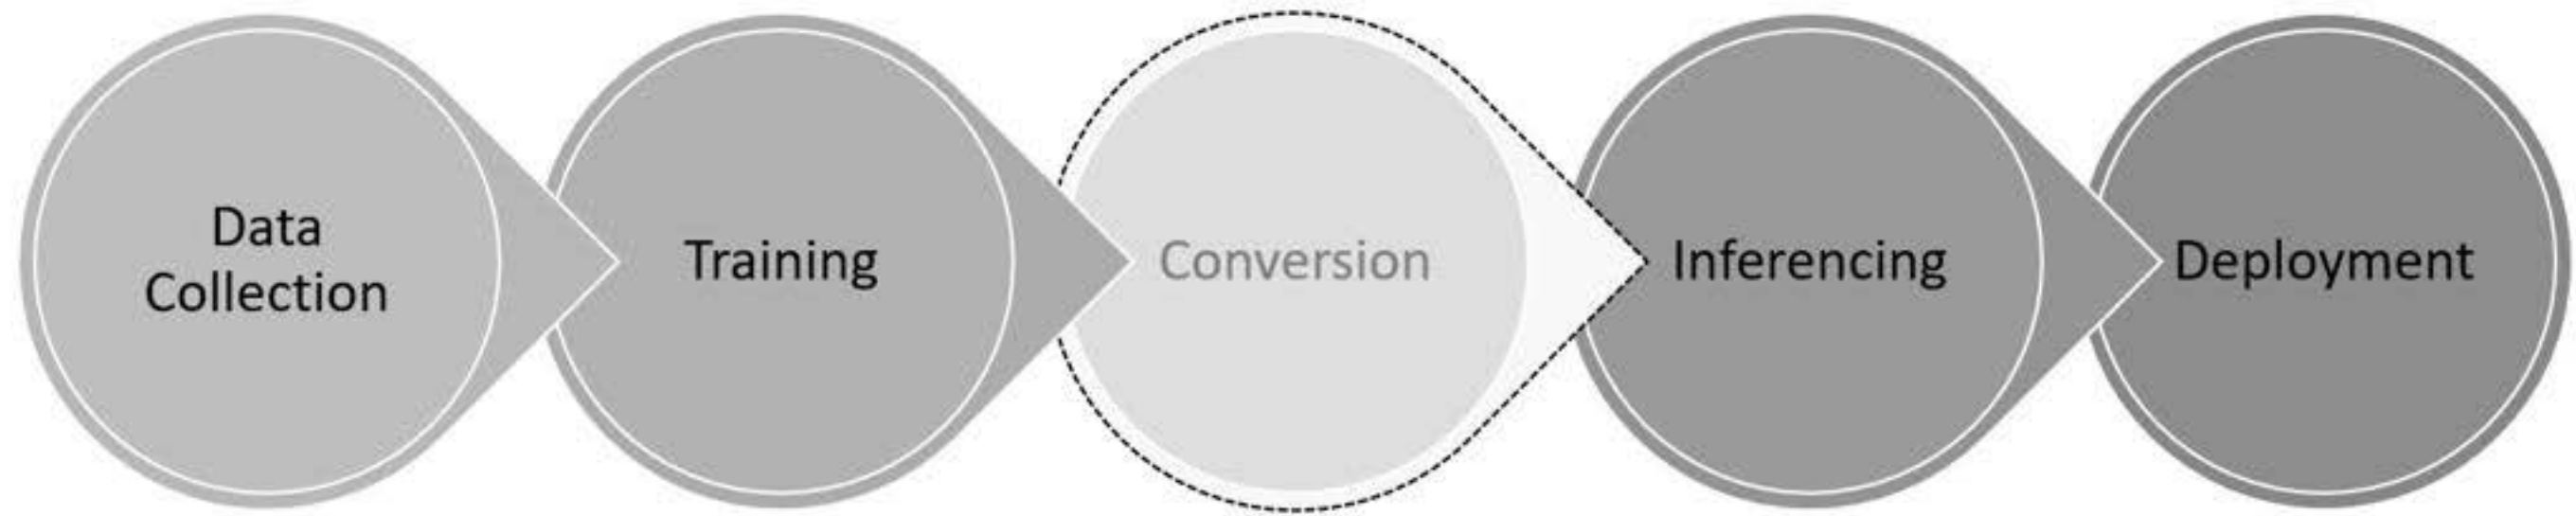 Data
Collection
Training
Conversion
Inferencing
Deployment